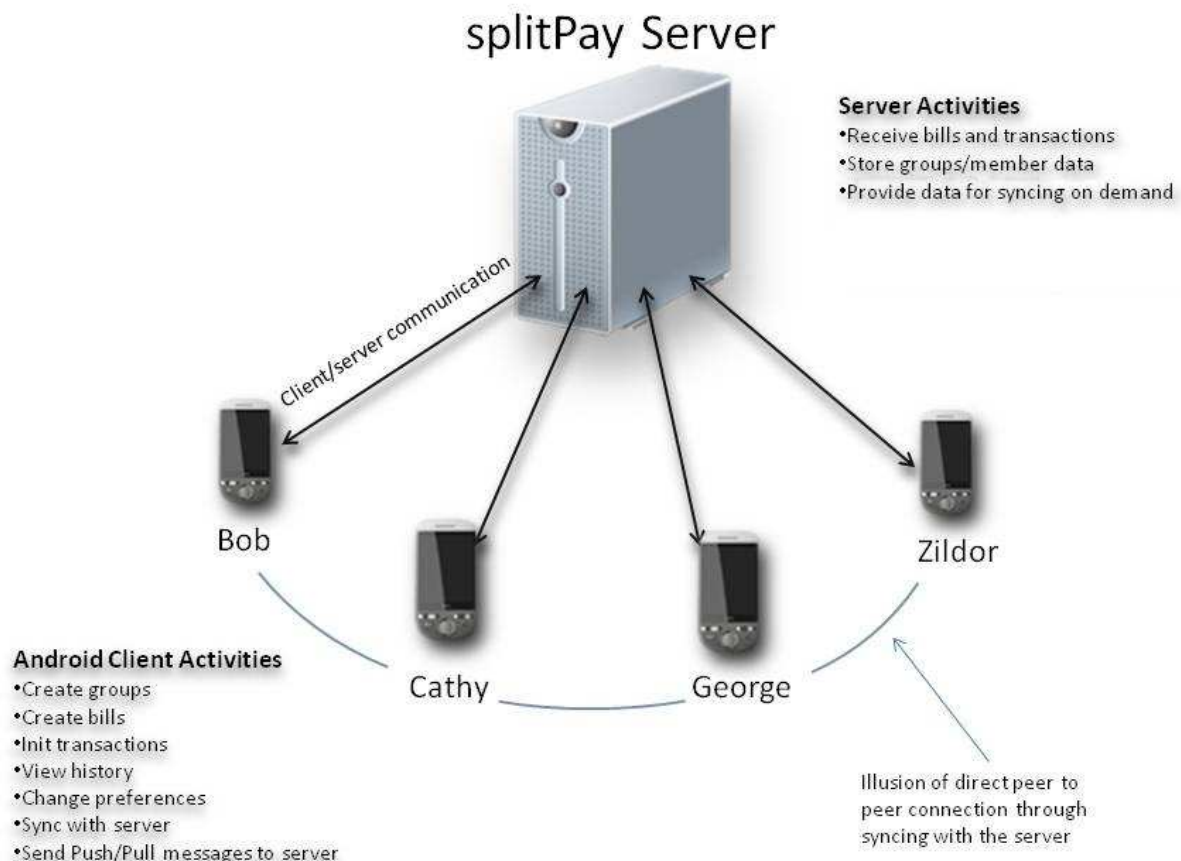 splitPay Server
Server Activities
•Receive bills and transactions
•Store groups/member data
•Provide data for syncing on demand
Client/server communication
Bob
Cathy
George
Zildor
Android Client Activities
•Create groups
•Create bills
•Init transactions
•View history
•Change preferences
•Sync with server
•Send Push/Pull messages to server
Illusion of direct peer to
peer connection through
syncing with the server